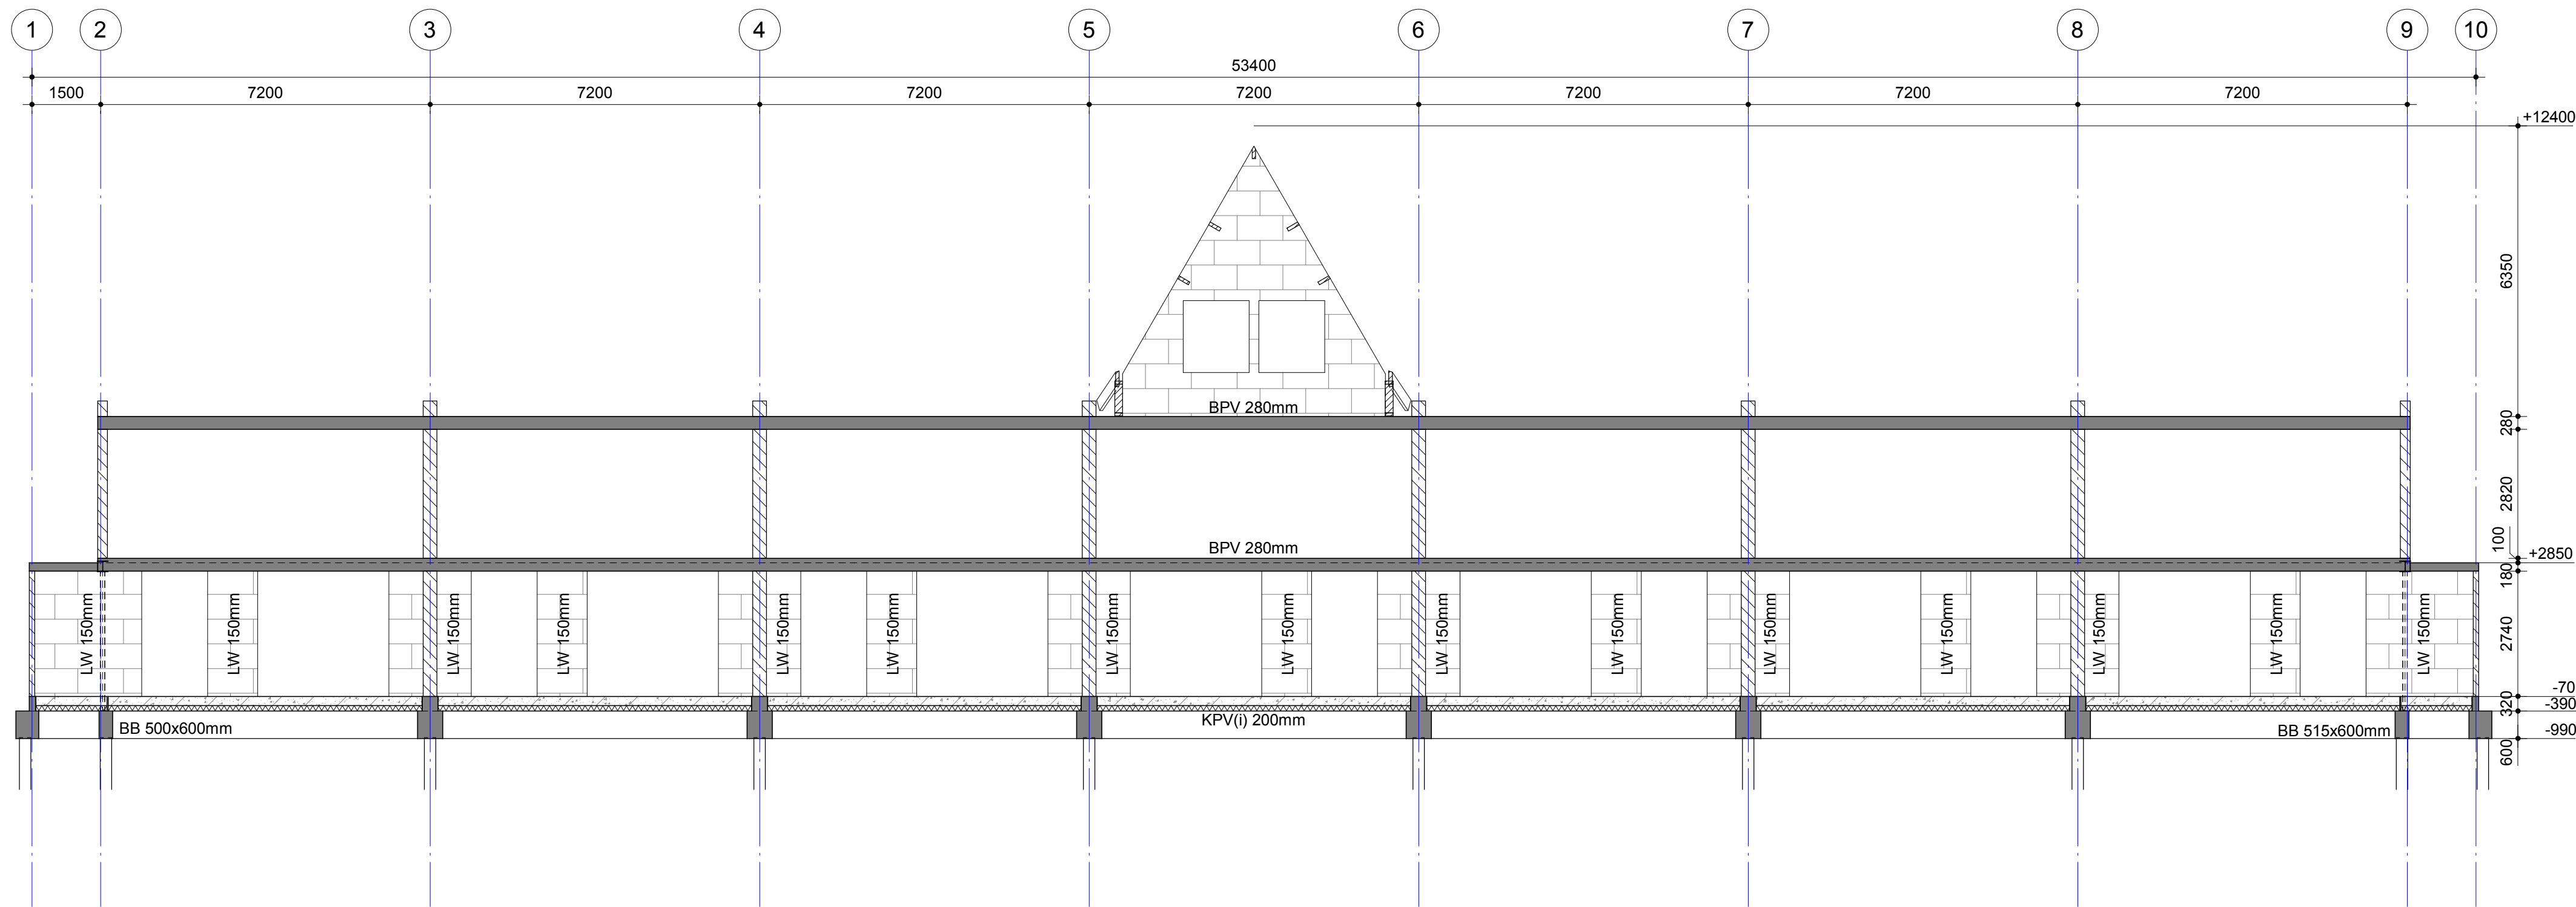 1 2 3 4 5 6 7 8 9 10
53400
1500 7200 7200 7200 7200 7200 7200 7200
+12400
6350
BPV 280mm
280
2820
BPV 280mm
100
+2850
180
LW 150mm LW 150mm LW 150mm LW 150mm LW 150mm LW 150mm LW 150mm LW 150mm LW 150mm LW 150mm LW 150mm LW 150mm LW 150mm LW 150mm LW 150mm
2740
-70
320
-390
KPV(i) 200mm
BB 500x600mm
BB 515x600mm
-990
600